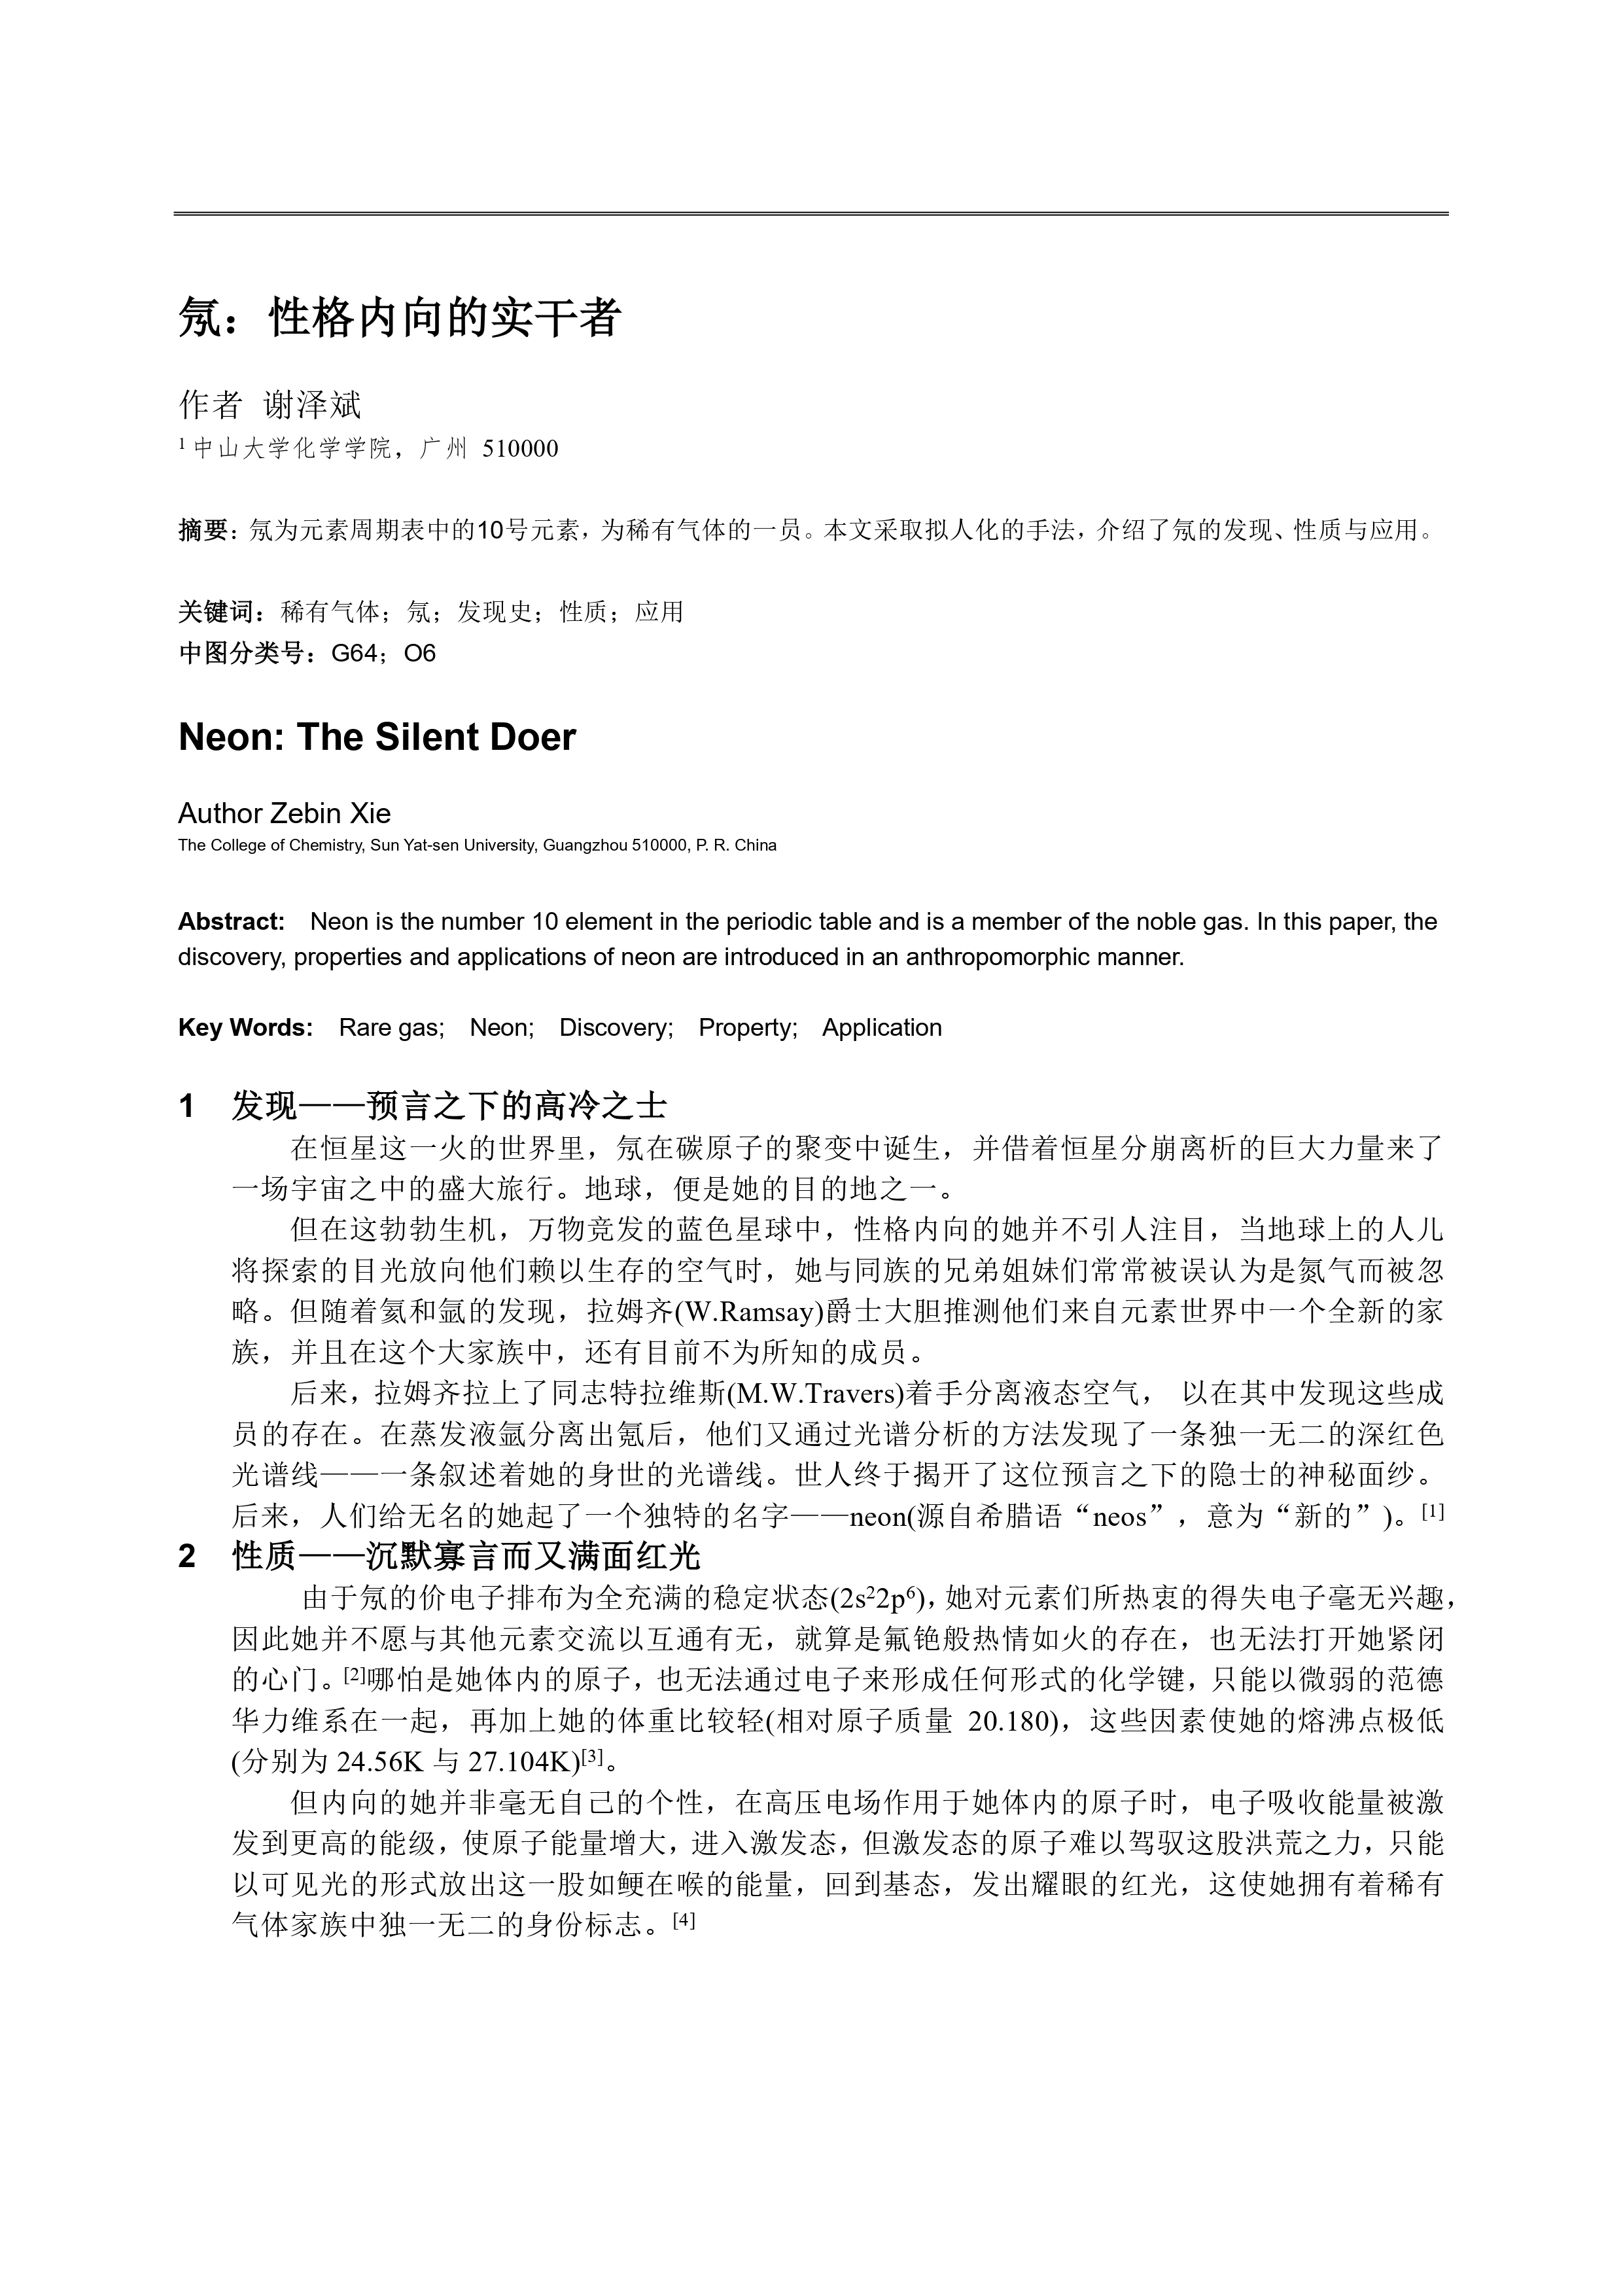 氖：性格内向的实干者
作者 谢泽斌
1 中山大学化学学院，广州 510000
摘要：氖为元素周期表中的10号元素，为稀有气体的一员。本文采取拟人化的手法，介绍了氖的发现、性质与应用。
关键词：稀有气体；氖；发现史；性质；应用
中图分类号：G64；O6
Neon: The Silent Doer
Author Zebin Xie
The College of Chemistry, Sun Yat-sen University, Guangzhou 510000, P. R. China
Abstract: Neon is the number 10 element in the periodic table and is a member of the noble gas. In this paper, the
discovery, properties and applications of neon are introduced in an anthropomorphic manner.
Key Words: Rare gas; Neon; Discovery; Property; Application
1 发现——预言之下的高冷之士
在恒星这一火的世界里，氖在碳原子的聚变中诞生，并借着恒星分崩离析的巨大力量来了
一场宇宙之中的盛大旅行。地球，便是她的目的地之一。
但在这勃勃生机，万物竞发的蓝色星球中，性格内向的她并不引人注目，当地球上的人儿
将探索的目光放向他们赖以生存的空气时，她与同族的兄弟姐妹们常常被误认为是氮气而被忽
略。但随着氦和氩的发现，拉姆齐(W.Ramsay)爵士大胆推测他们来自元素世界中一个全新的家
族，并且在这个大家族中，还有目前不为所知的成员。
后来，拉姆齐拉上了同志特拉维斯(M.W.Travers)着手分离液态空气， 以在其中发现这些成
员的存在。在蒸发液氩分离出氪后，他们又通过光谱分析的方法发现了一条独一无二的深红色
光谱线——一条叙述着她的身世的光谱线。世人终于揭开了这位预言之下的隐士的神秘面纱。
后来，人们给无名的她起了一个独特的名字——neon(源自希腊语“neos”，意为“新的”)。[1]
2 性质——沉默寡言而又满面红光
由于氖的价电子排布为全充满的稳定状态(2s²2p⁶)，她对元素们所热衷的得失电子毫无兴趣，
因此她并不愿与其他元素交流以互通有无，就算是氟铯般热情如火的存在，也无法打开她紧闭
的心门。[2]哪怕是她体内的原子，也无法通过电子来形成任何形式的化学键，只能以微弱的范德
华力维系在一起，再加上她的体重比较轻(相对原子质量 20.180)，这些因素使她的熔沸点极低
(分别为 24.56K 与 27.104K)[3]。
但内向的她并非毫无自己的个性，在高压电场作用于她体内的原子时，电子吸收能量被激
发到更高的能级，使原子能量增大，进入激发态，但激发态的原子难以驾驭这股洪荒之力，只能
以可见光的形式放出这一股如鲠在喉的能量，回到基态，发出耀眼的红光，这使她拥有着稀有
气体家族中独一无二的身份标志。[4]